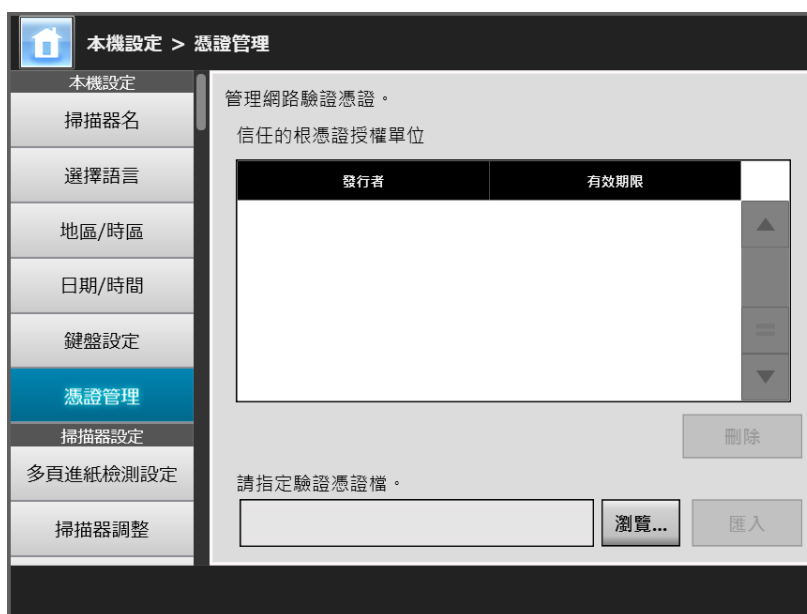 本機設定 > 憑證管理
本機設定
掃描器名
選擇語言
地區/時區
日期/時間
鍵盤設定
憑證管理
掃描器設定
多頁進紙檢測設定
掃描器調整
管理網路驗證憑證。
信任的根憑證授權單位
發行者 有效期限
刪除
請指定驗證憑證檔。
瀏覽... 匯入